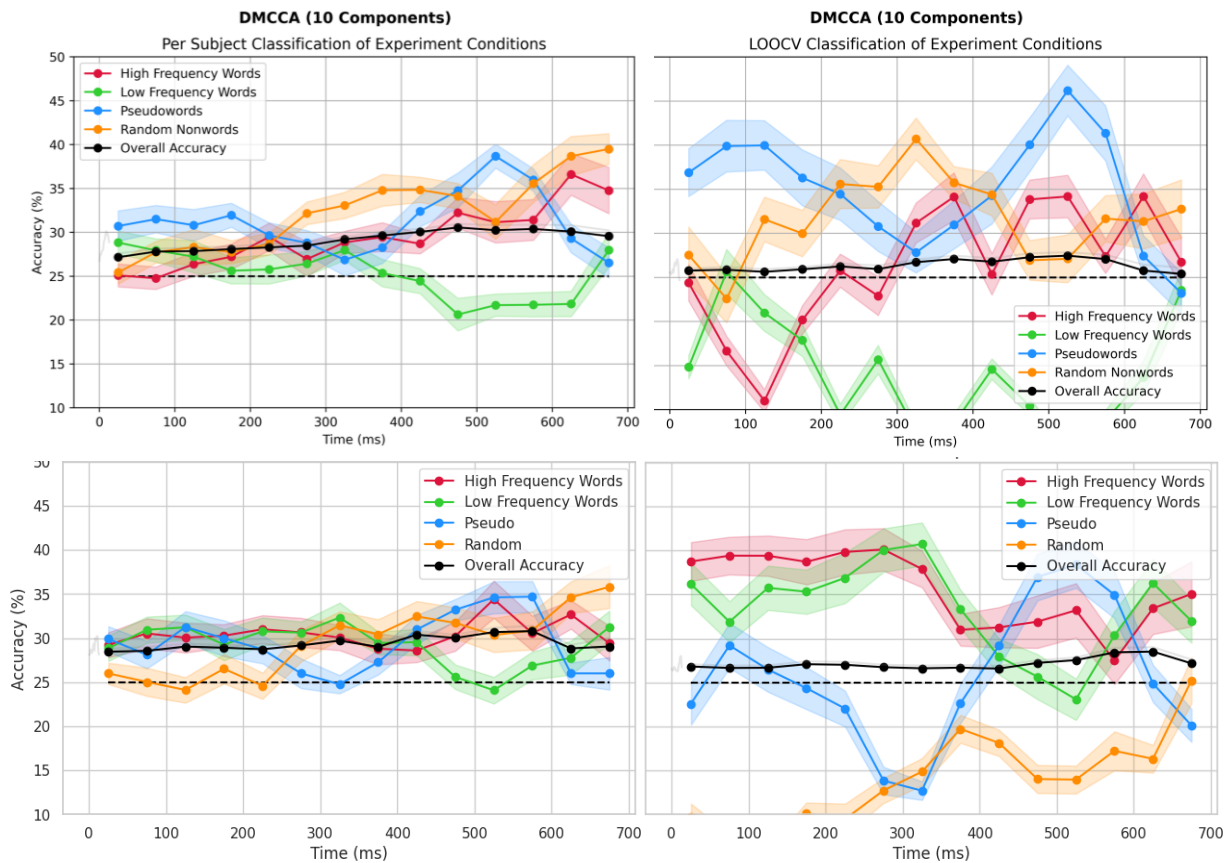 DMCCA (10 Components)
Per Subject Classification of Experiment Conditions
50
45
40
35
30
25
20
15
10
Accuracy (%)
High Frequency Words
Low Frequency Words
Pseudowords
Random Nonwords
Overall Accuracy
0
100
200
300
400
500
600
700
Time (ms)
DMCCA (10 Components)
LOOCV Classification of Experiment Conditions
High Frequency Words
Low Frequency Words
Pseudowords
Random Nonwords
Overall Accuracy
0
100
200
300
400
500
600
700
Time (ms)
50
45
40
35
30
25
20
15
10
Accuracy (%)
High Frequency Words
Low Frequency Words
Pseudo
Random
Overall Accuracy
0
100
200
300
400
500
600
700
Time (ms)
High Frequency Words
Low Frequency Words
Pseudo
Random
Overall Accuracy
0
100
200
300
400
500
600
700
Time (ms)